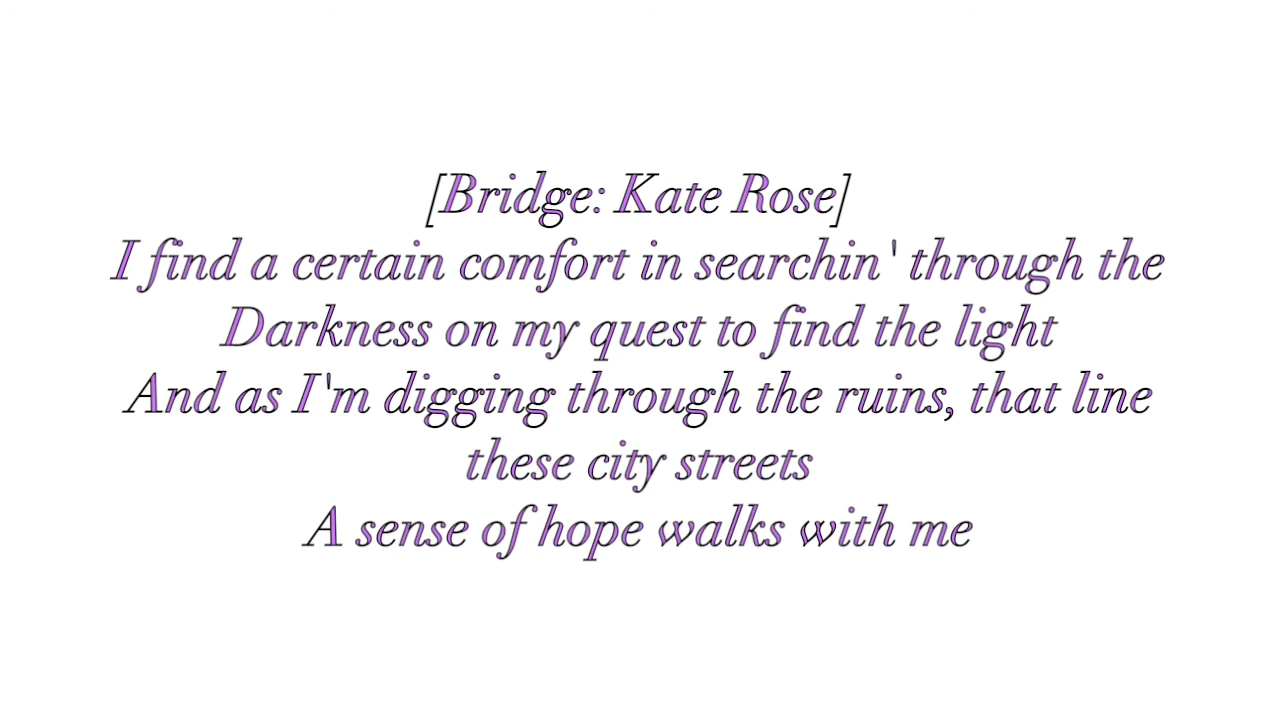 [Bridge: Kate Rose]
I find a certain comfort in searchin' through the
Darkness on my quest to find the light
And as I'm digging through the ruins, that line
these city streets
A sense of hope walks with me